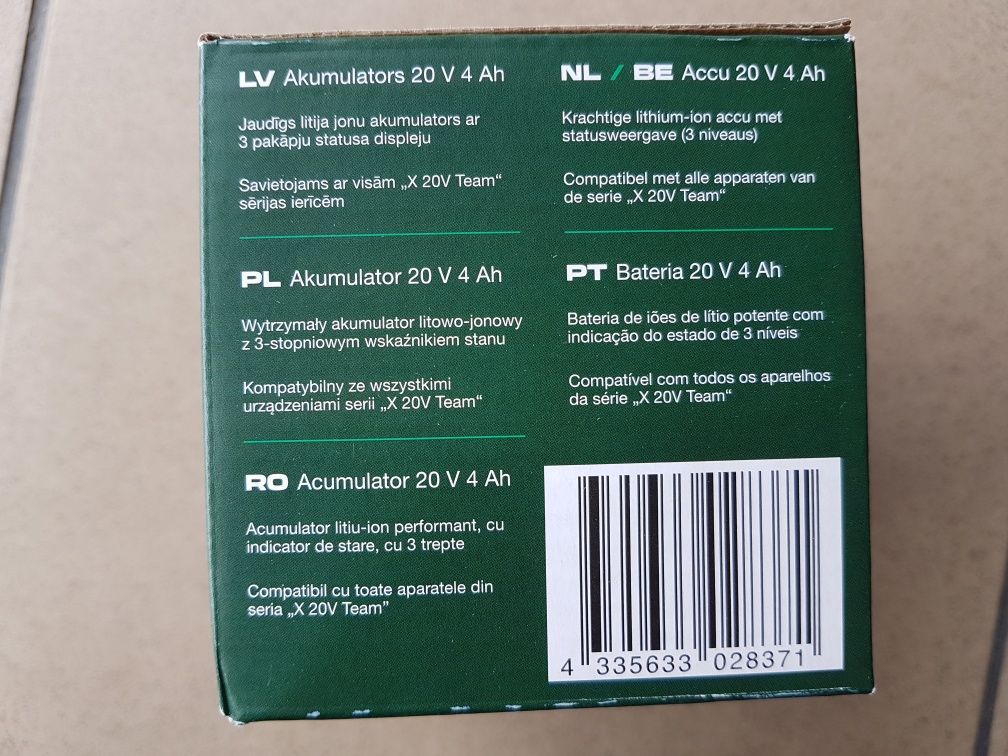 LV Akumulators 20 V 4 Ah
Jaudīgs litija jonu akumulators ar
3 pakāpju statusa displeju
Savietojams ar visām „X 20V Team“
sērijas ierīcēm
PL Akumulator 20 V 4 Ah
Wytrzymały akumulator litowo-jonowy
z 3-stopniowym wskaźnikiem stanu
Kompatybilny ze wszystkimi
urządzeniami serii „X 20V Team“
RO Acumulator 20 V 4 Ah
Acumulator litiu-ion performant, cu
indicator de stare, cu 3 trepte
Compatibil cu toate aparatele din
seria „X 20V Team”
NL / BE Accu 20 V 4 Ah
Krachtige lithium-ion accu met
statusweergave (3 niveaus)
Compatibel met alle apparaten van
de serie „X 20V Team“
PT Bateria 20 V 4 Ah
Bateria de iões de lítio potente com
indicação do estado de 3 níveis
Compatível com todos os aparelhos
da série „X 20V Team“
4 335633 028371